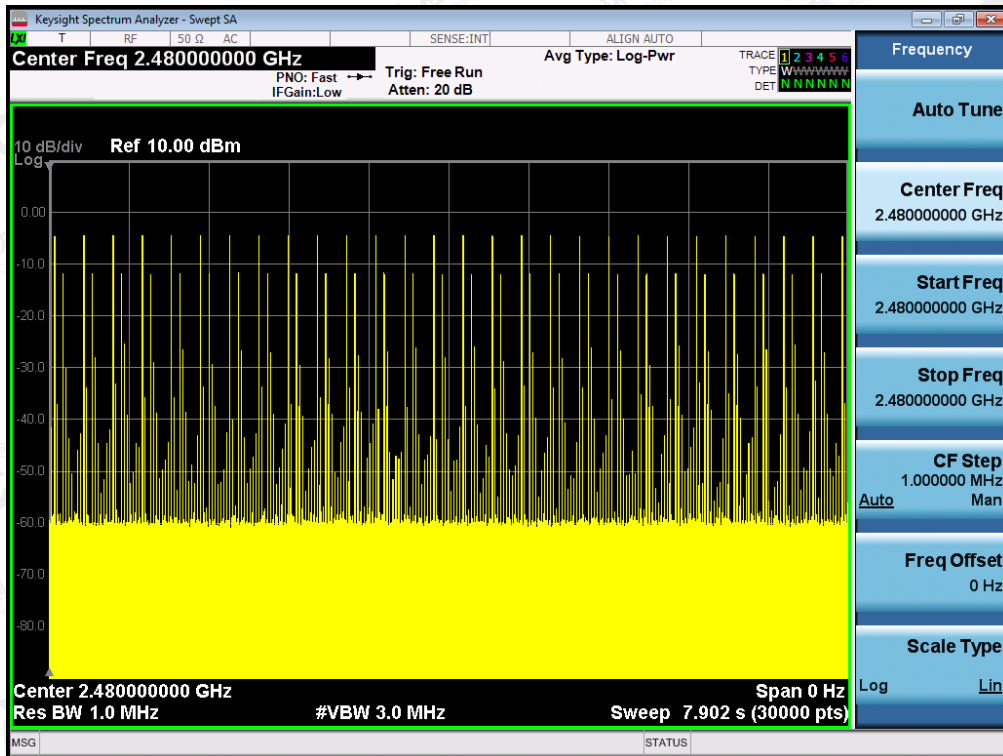 Keysight Spectrum Analyzer - Swept SA
LXI T RF 50 Ω AC SENSE:INT ALIGN AUTO
Center Freq 2.480000000 GHz
PNO: Fast
IFGain:Low
Trig: Free Run
Atten: 20 dB
Avg Type: Log-Pwr
TRACE 1 2 3 4 5 6
TYPE W W W W W W
DET N N N N N N
10 dB/div Ref 10.00 dBm
Log
0.00
-10.0
-20.0
-30.0
-40.0
-50.0
-60.0
-70.0
-80.0
Center 2.480000000 GHz Span 0 Hz
Res BW 1.0 MHz #VBW 3.0 MHz Sweep 7.902 s (30000 pts)
MSG STATUS
Frequency
Auto Tune
Center Freq
2.480000000 GHz
Start Freq
2.480000000 GHz
Stop Freq
2.480000000 GHz
CF Step
1.000000 MHz
Auto Man
Freq Offset
0 Hz
Scale Type
Log Lin